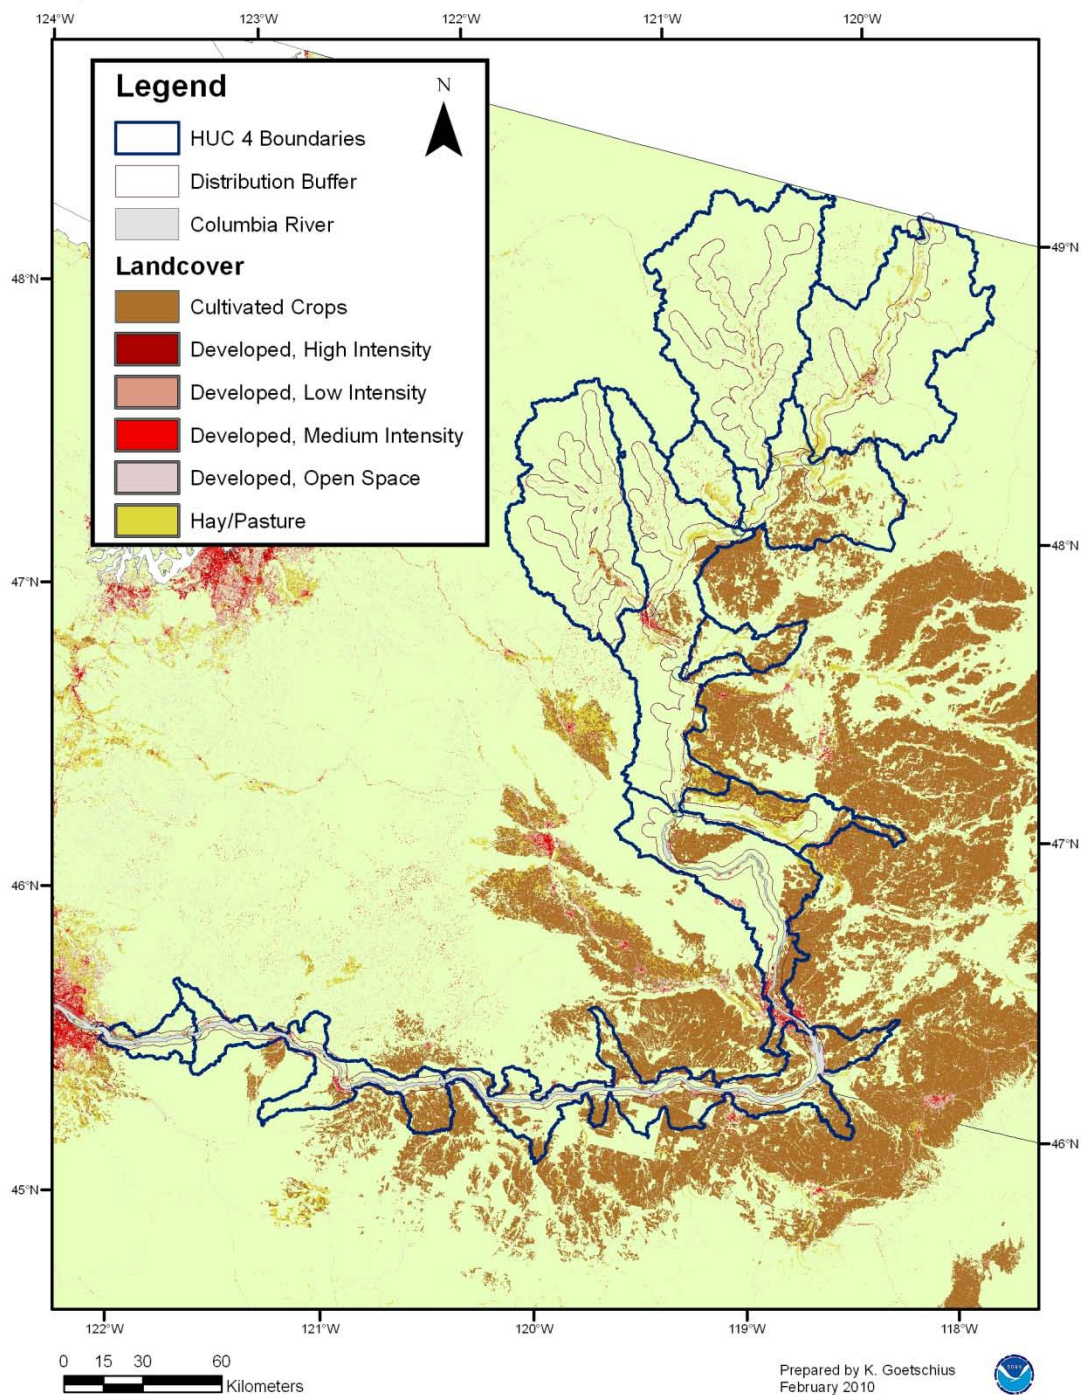 124°W 123°W 122°W 121°W 120°W
Legend
N
HUC 4 Boundaries
Distribution Buffer
Columbia River
Landcover
Cultivated Crops
Developed, High Intensity
Developed, Low Intensity
Developed, Medium Intensity
Developed, Open Space
Hay/Pasture
49°N
48°N
48°N
47°N
47°N
46°N
46°N
45°N
122°W 121°W 120°W 119°W 118°W
0 15 30 60
Kilometers
Prepared by K. Goetschius
February 2010